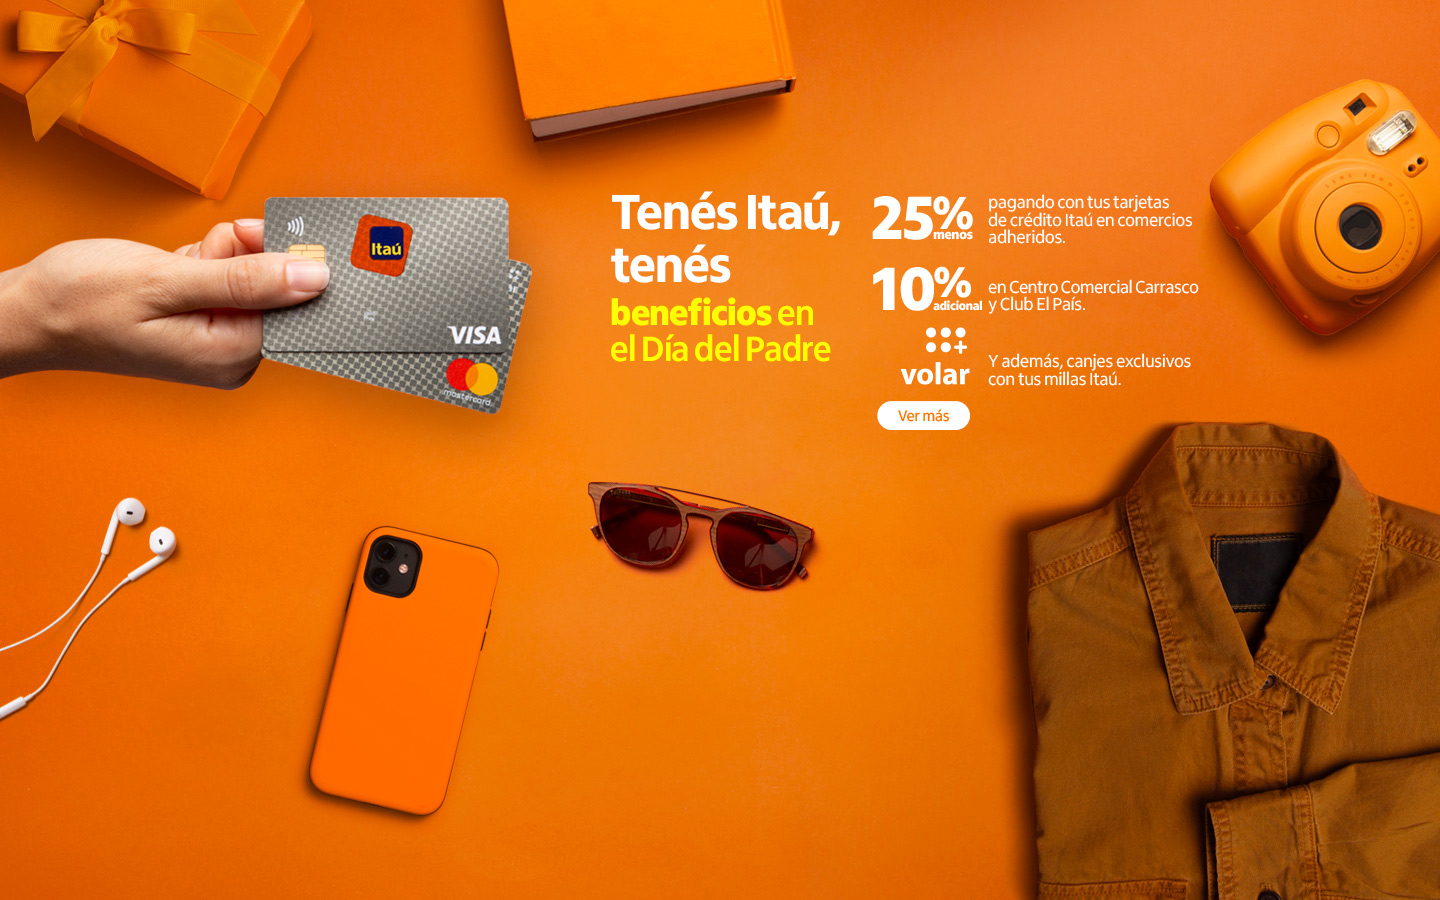 Itaú
VISA
mastercard
Tenés Itaú,
tenés
beneficios en
el Día del Padre
25%
menos
pagando con tus tarjetas
de crédito Itaú en comercios
adheridos.
10%
adicional
en Centro Comercial Carrasco
y Club El País.
volar
Y además, canjes exclusivos
con tus millas Itaú.
Ver más